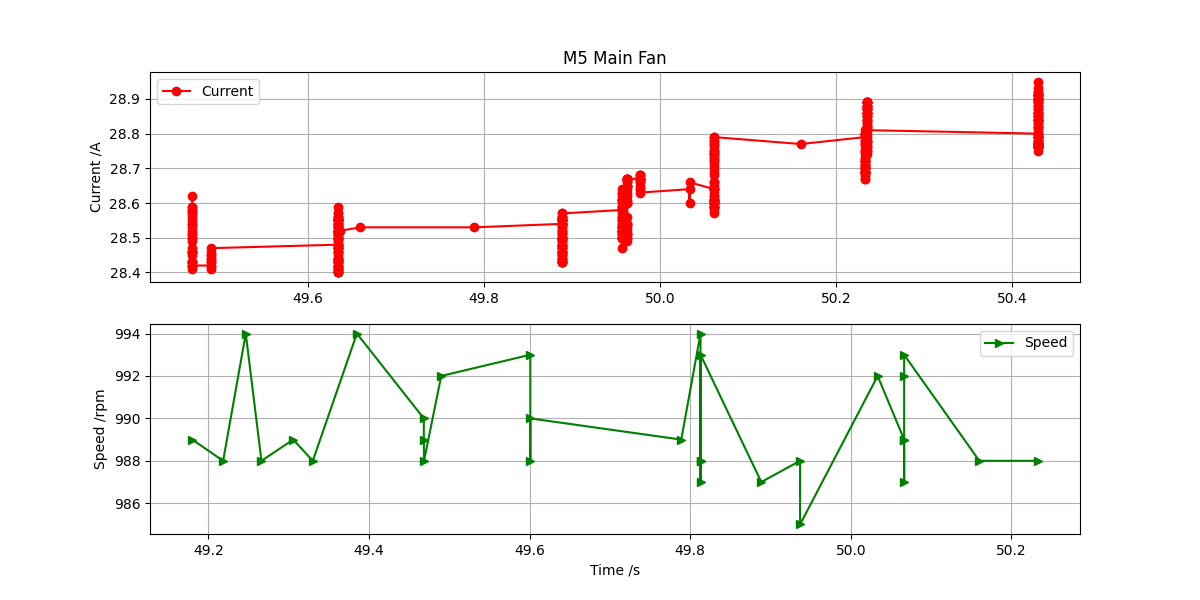 M5 Main Fan
Current /A
28.9
28.8
28.7
28.6
28.5
28.4
Current
49.6 49.8 50.0 50.2 50.4
Speed /rpm
994
992
990
988
986
Speed
49.2 49.4 49.6 49.8 50.0 50.2
Time /s